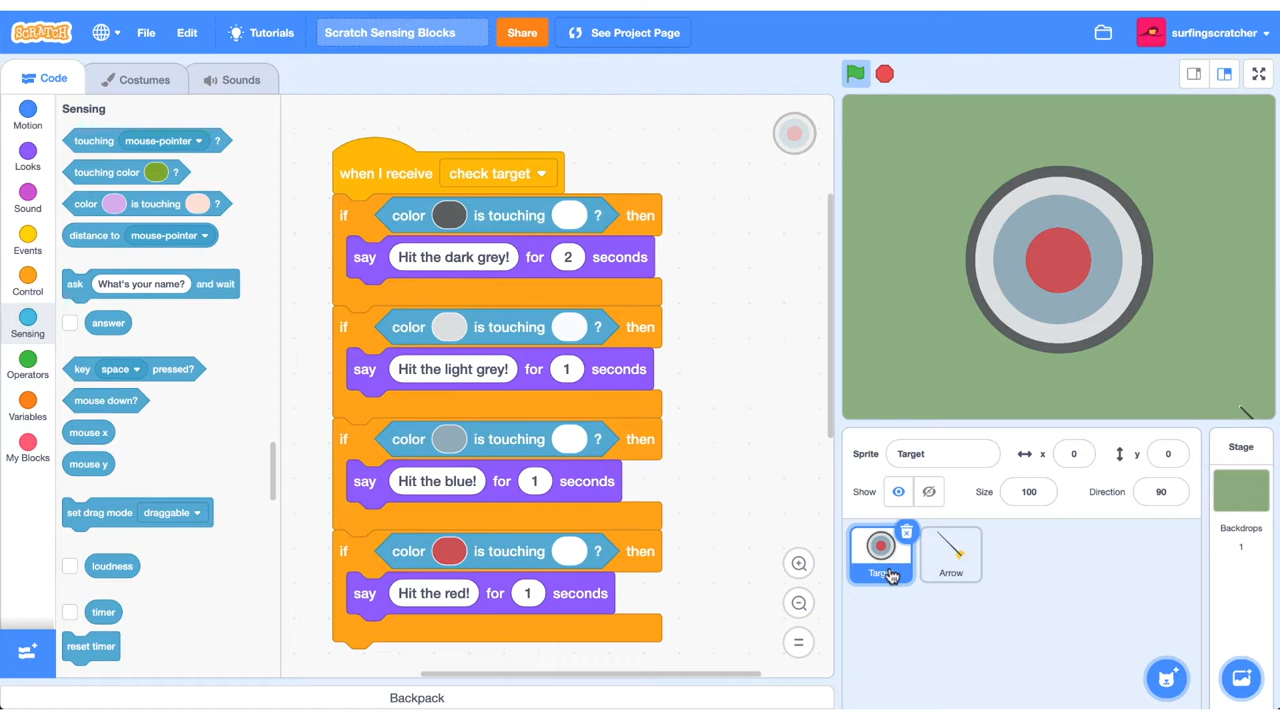 SCRATCH File Edit Tutorials Scratch Sensing Blocks Share See Project Page surfingscratcher
Code Costumes Sounds
Motion
Looks
Sound
Events
Control
Sensing
Operators
Variables
My Blocks
Sensing
touching mouse-pointer ?
touching color ?
color is touching ?
distance to mouse-pointer
ask What's your name? and wait
answer
key space pressed?
mouse down?
mouse x
mouse y
set drag mode draggable
loudness
timer
reset timer
when I receive check target
if color is touching ? then
say Hit the dark grey! for 2 seconds
if color is touching ? then
say Hit the light grey! for 1 seconds
if color is touching ? then
say Hit the blue! for 1 seconds
if color is touching ? then
say Hit the red! for 1 seconds
Backpack
Sprite Target x 0 y 0
Show Size 100 Direction 90
Arrow
Stage
Backdrops
1